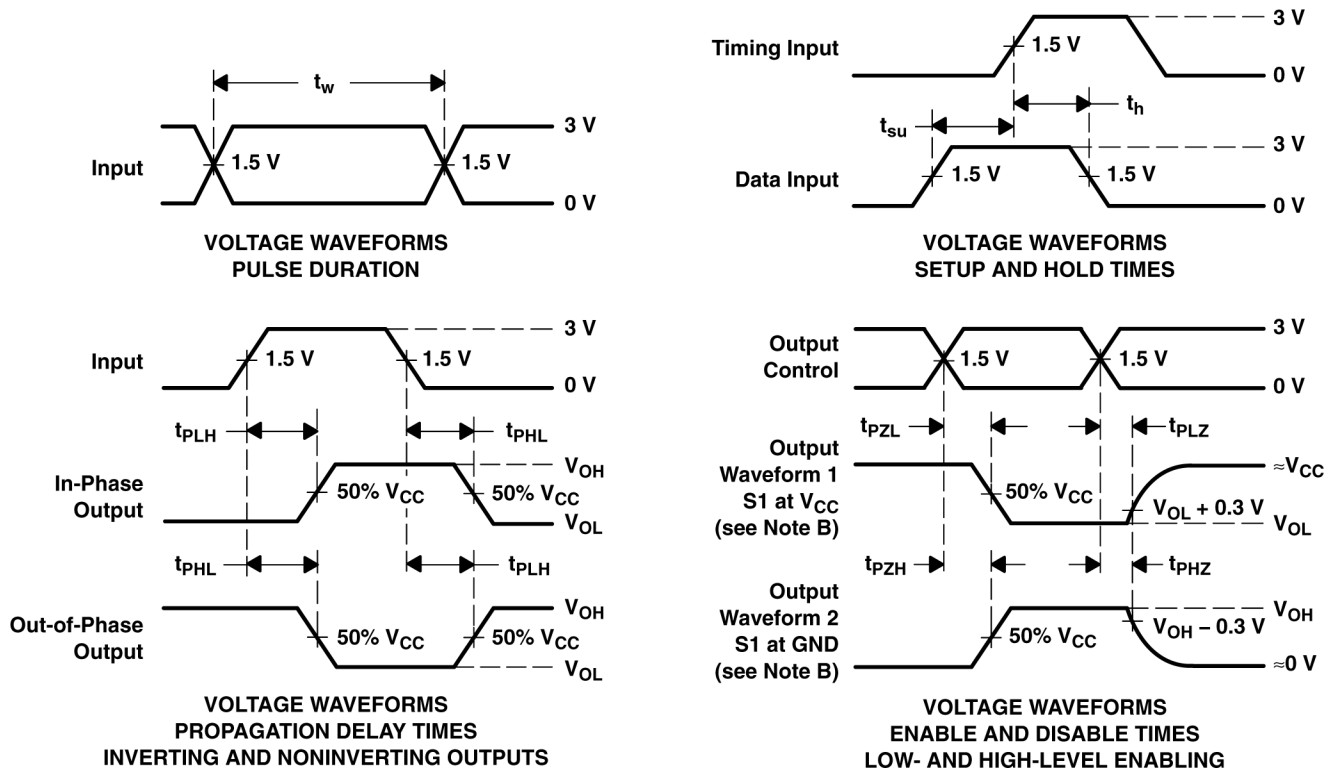 t_w
3 V
Input
1.5 V
1.5 V
0 V
VOLTAGE WAVEFORMS
PULSE DURATION
Timing Input
3 V
1.5 V
0 V
t_h
t_su
3 V
Data Input
1.5 V
1.5 V
0 V
VOLTAGE WAVEFORMS
SETUP AND HOLD TIMES
3 V
Input
1.5 V
1.5 V
0 V
t_PLH
t_PHL
In-Phase
Output
V_OH
50% V_CC
50% V_CC
V_OL
t_PHL
t_PLH
Out-of-Phase
Output
V_OH
50% V_CC
50% V_CC
V_OL
VOLTAGE WAVEFORMS
PROPAGATION DELAY TIMES
INVERTING AND NONINVERTING OUTPUTS
Output
Control
3 V
1.5 V
1.5 V
0 V
t_PZL
t_PLZ
Output
Waveform 1
S1 at V_CC
(see Note B)
≈V_CC
50% V_CC
V_OL + 0.3 V
V_OL
t_PZH
t_PHZ
Output
Waveform 2
S1 at GND
(see Note B)
V_OH
50% V_CC
V_OH – 0.3 V
≈0 V
VOLTAGE WAVEFORMS
ENABLE AND DISABLE TIMES
LOW- AND HIGH-LEVEL ENABLING